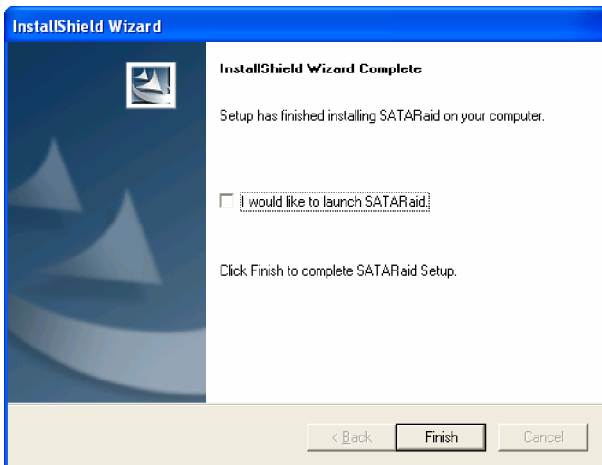 InstallShield Wizard
InstallShield Wizard Complete
Setup has finished installing SATARaid on your computer.
I would like to launch SATARaid.
Click Finish to complete SATARaid Setup.
< Back
Finish
Cancel